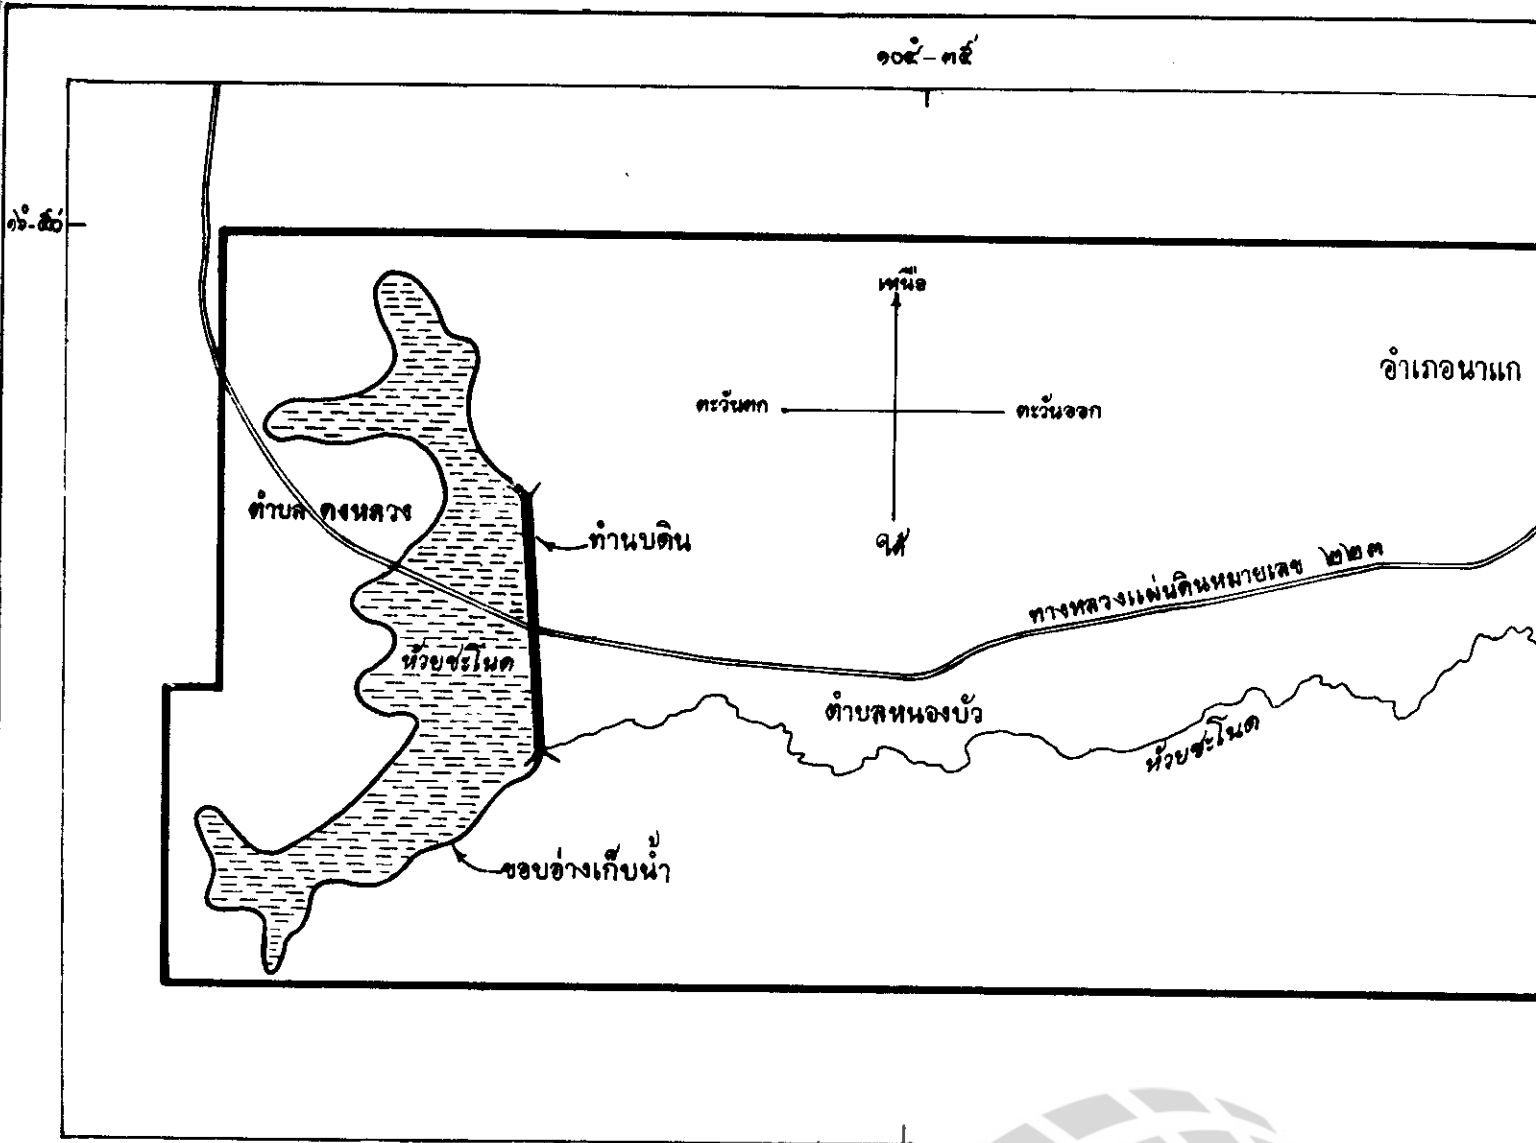 ๑๐๕°-๓๕'
๑๖°-๕๐'
เหนือ
อำเภอนาแก
ตะวันตก
ตะวันออก
ตำบล ดงหลวง
ทำนบดิน
ใต้
ทางหลวงแผ่นดินหมายเลข ๒๒๓
ห้วยชะโนด
ตำบลหนองบัว
ห้วยชะโนด
ขอบอ่างเก็บน้ำ